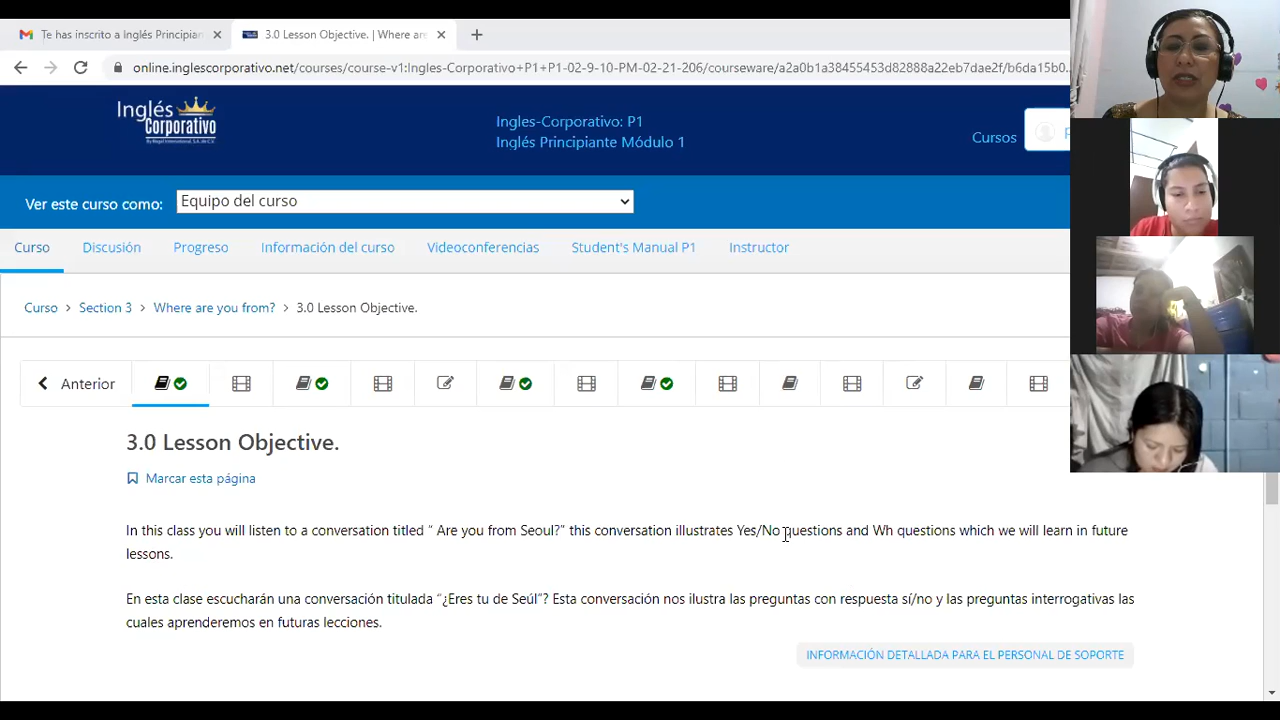 Te has inscrito a Inglés Principian
3.0 Lesson Objective. | Where are
online.inglescorporativo.net/courses/course-v1:Ingles-Corporativo+P1+P1-02-9-10-PM-02-21-206/courseware/a2a0b1a38455453d82888a22eb7dae2f/b6da15b0...
Inglés
Corporativo
Ingles-Corporativo: P1
Inglés Principiante Módulo 1
Cursos
Ver este curso como:
Equipo del curso
Curso
Discusión
Progreso
Información del curso
Videoconferencias
Student's Manual P1
Instructor
Curso > Section 3 > Where are you from? > 3.0 Lesson Objective.
Anterior
3.0 Lesson Objective.
Marcar esta página
In this class you will listen to a conversation titled “ Are you from Seoul?” this conversation illustrates Yes/No questions and Wh questions which we will learn in future
lessons.
En esta clase escucharán una conversación titulada “¿Eres tu de Seúl”? Esta conversación nos ilustra las preguntas con respuesta sí/no y las preguntas interrogativas las
cuales aprenderemos en futuras lecciones.
INFORMACIÓN DETALLADA PARA EL PERSONAL DE SOPORTE